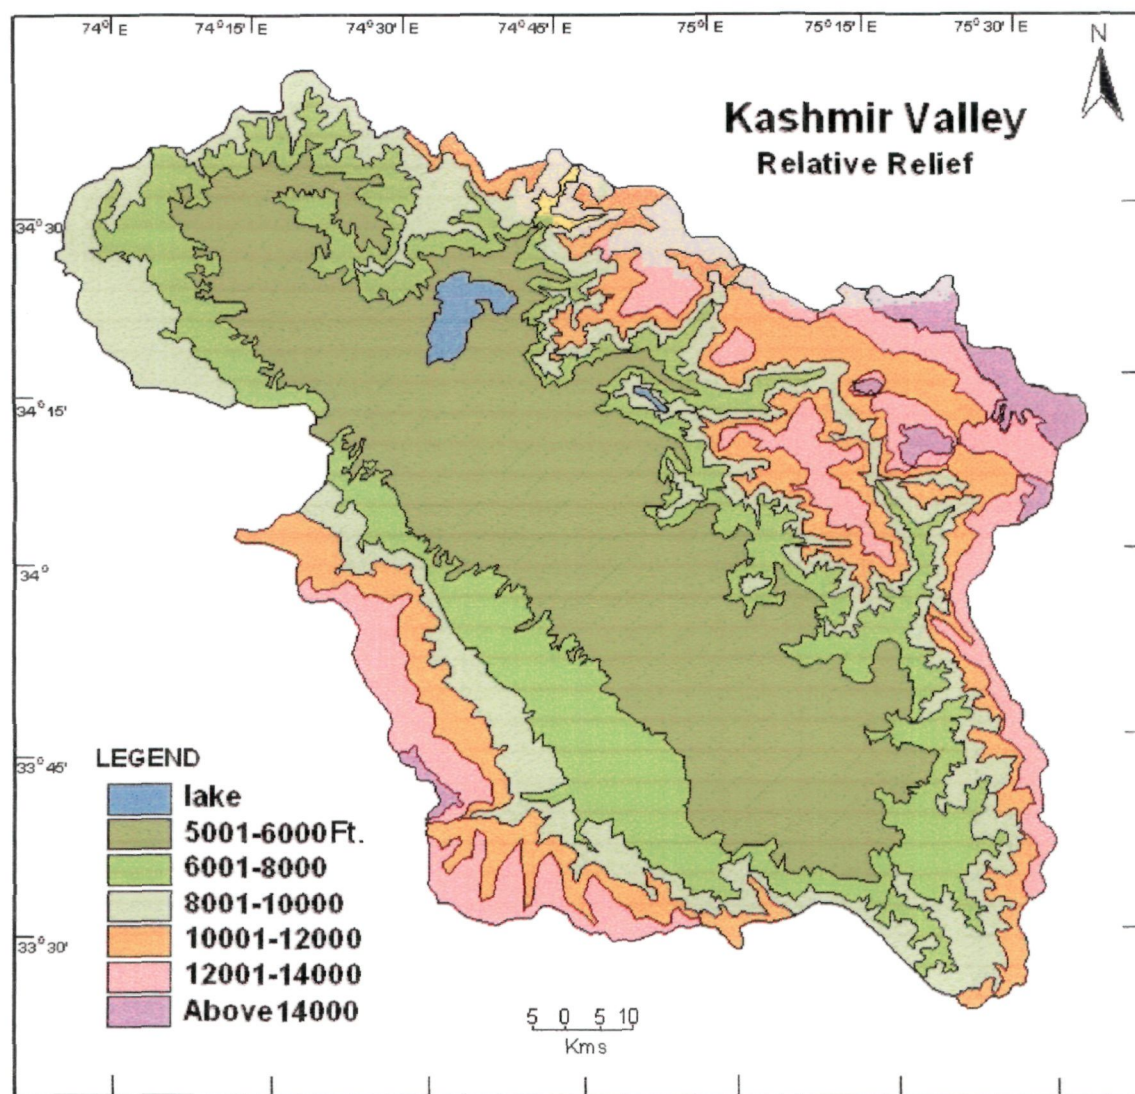 74°E 74°15'E 74°30'E 74°45'E 75°E 75°15'E 75°30'E
N
Kashmir Valley
Relative Relief
34°30'
34°15'
34°
33°45'
33°30'
LEGEND
lake
5001-6000Ft.
6001-8000
8001-10000
10001-12000
12001-14000
Above14000
5 0 5 10
Kms